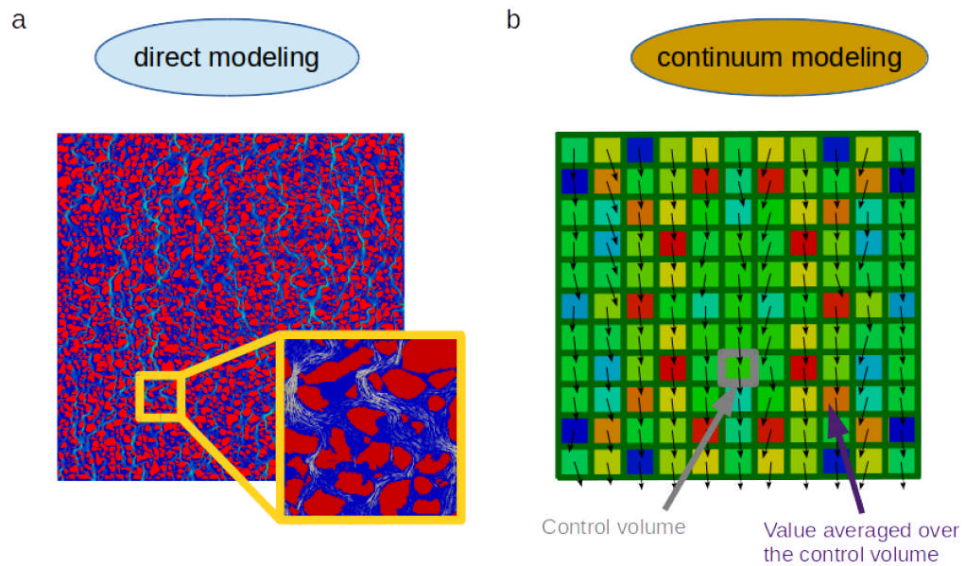 a
direct modeling
b
continuum modeling
Control volume
Value averaged over
the control volume